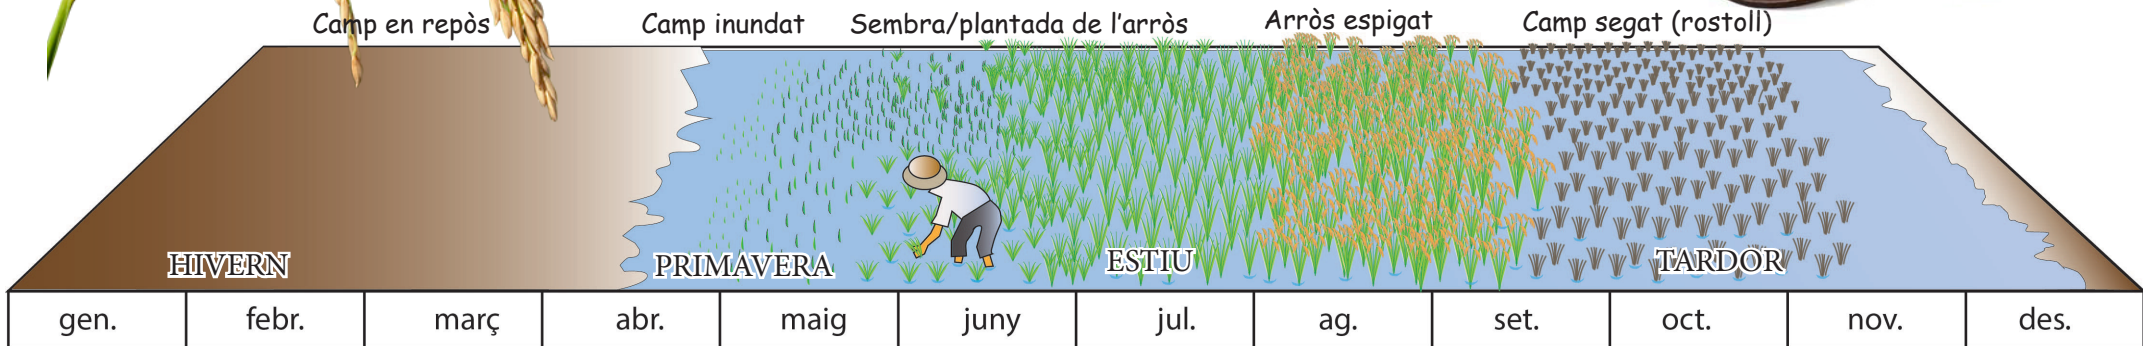 Camp en repòs Camp inundat Sembra/plantada de l'arròs Arròs espigat Camp segat (rostoll)
HIVERN PRIMAVERA ESTIU TARDOR
gen. febr. març abr. maig juny jul. ag. set. oct. nov. des.